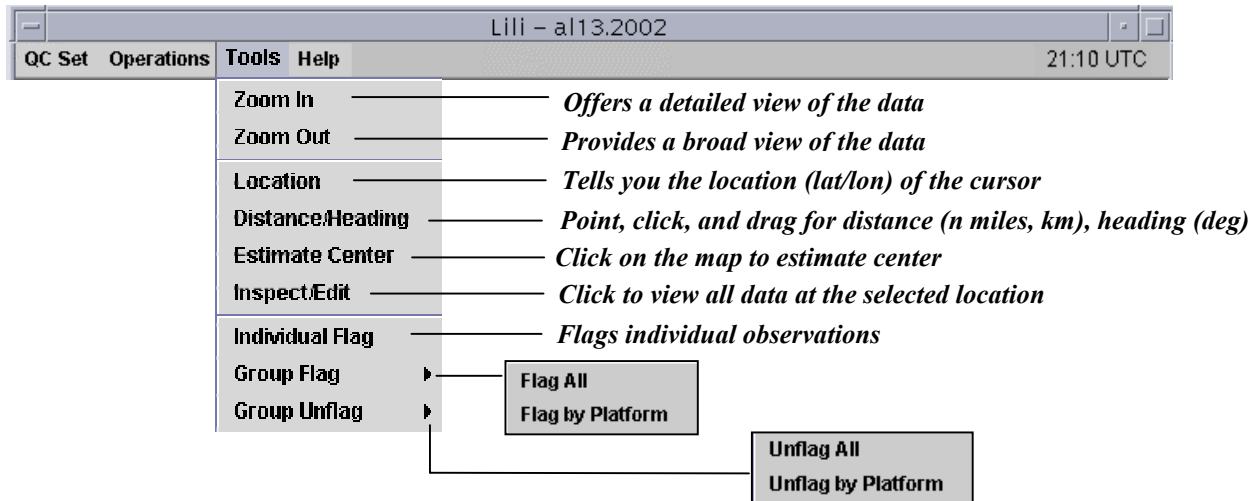 Lili – al13.2002
QC Set Operations Tools Help 21:10 UTC
Zoom In Offers a detailed view of the data
Zoom Out Provides a broad view of the data
Location Tells you the location (lat/lon) of the cursor
Distance/Heading Point, click, and drag for distance (n miles, km), heading (deg)
Estimate Center Click on the map to estimate center
Inspect/Edit Click to view all data at the selected location
Individual Flag Flags individual observations
Group Flag
Flag All
Flag by Platform
Group Unflag
Unflag All
Unflag by Platform